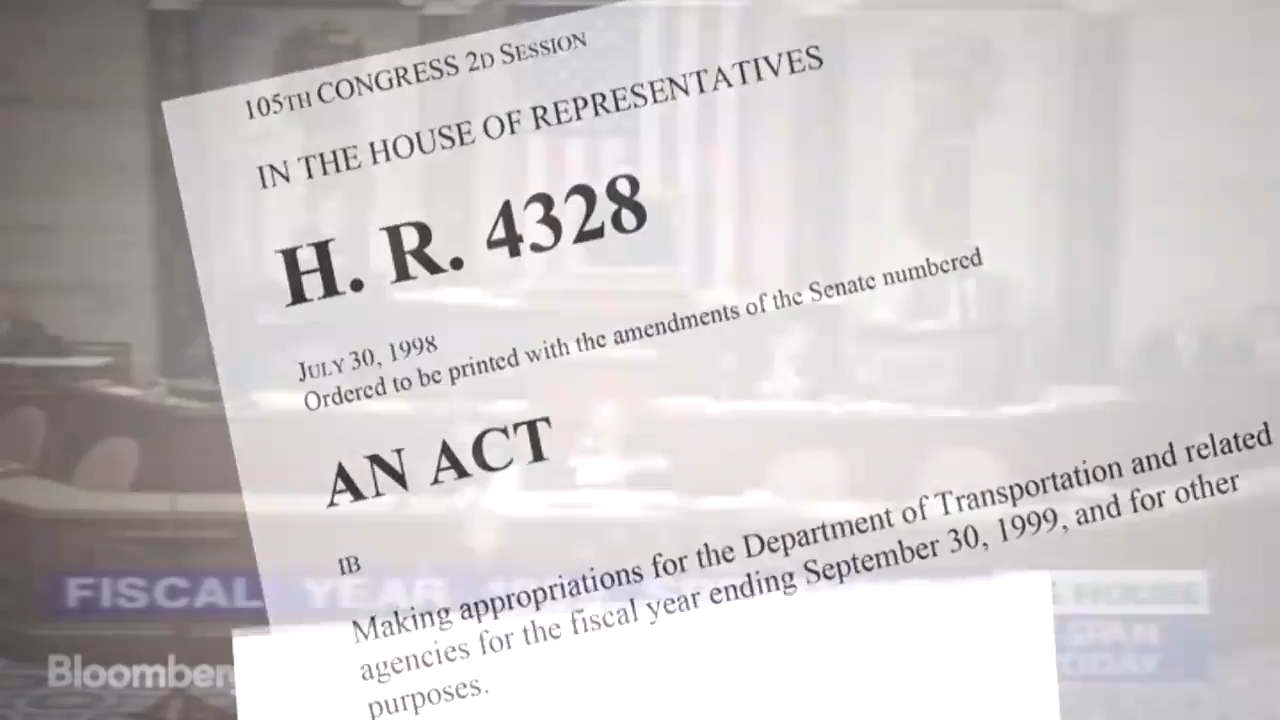 105TH CONGRESS 2D SESSION
IN THE HOUSE OF REPRESENTATIVES
H. R. 4328
JULY 30, 1998
Ordered to be printed with the amendments of the Senate numbered
AN ACT
IB
Making appropriations for the Department of Transportation and related
agencies for the fiscal year ending September 30, 1999, and for other
purposes.
FISCAL YEAR
HOUSE
TODAY
Bloomberg